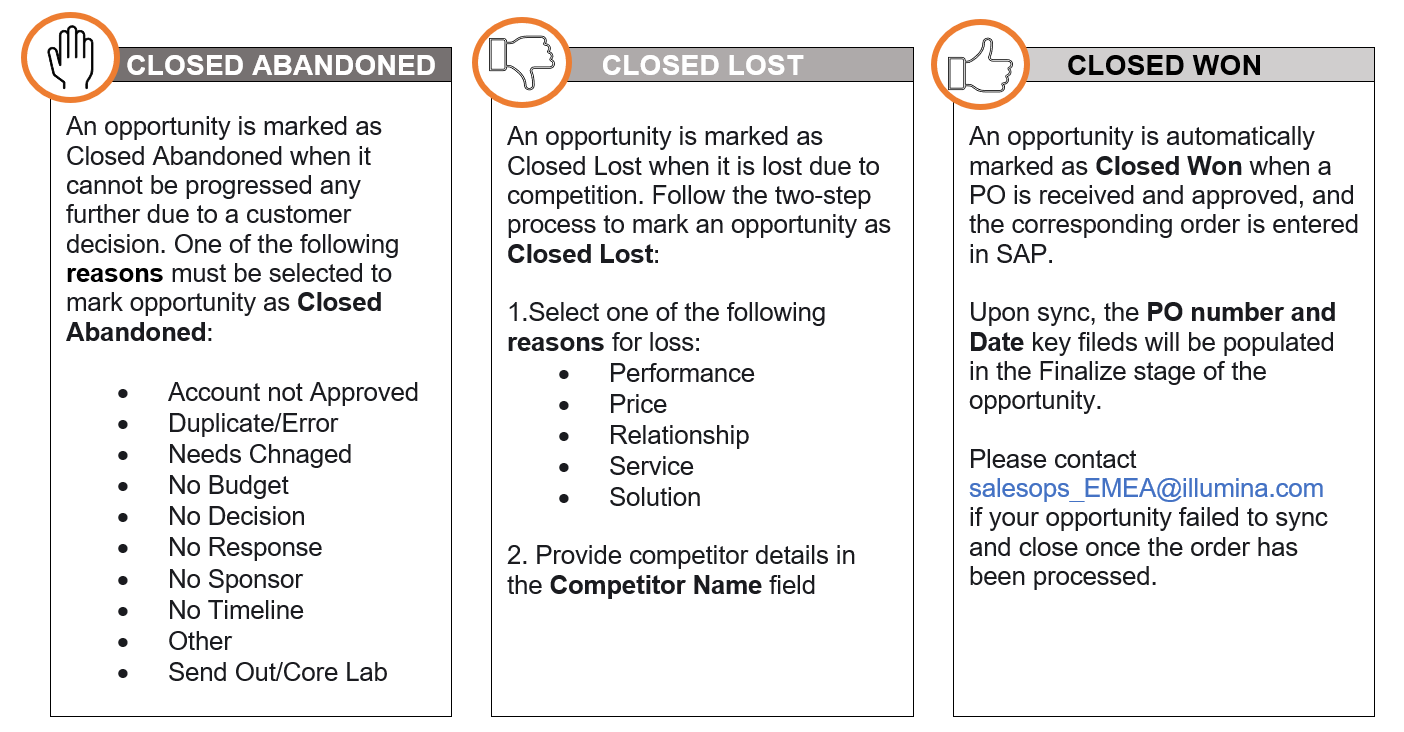 CLOSED ABANDONED
An opportunity is marked as
Closed Abandoned when it
cannot be progressed any
further due to a customer
decision. One of the following
reasons must be selected to
mark opportunity as Closed
Abandoned:
• Account not Approved
• Duplicate/Error
• Needs Chnaged
• No Budget
• No Decision
• No Response
• No Sponsor
• No Timeline
• Other
• Send Out/Core Lab
CLOSED LOST
An opportunity is marked as
Closed Lost when it is lost due to
competition. Follow the two-step
process to mark an opportunity as
Closed Lost:
1.Select one of the following
reasons for loss:
• Performance
• Price
• Relationship
• Service
• Solution
2. Provide competitor details in
the Competitor Name field
CLOSED WON
An opportunity is automatically
marked as Closed Won when a
PO is received and approved, and
the corresponding order is entered
in SAP.
Upon sync, the PO number and
Date key fileds will be populated
in the Finalize stage of the
opportunity.
Please contact
salesops_EMEA@illumina.com
if your opportunity failed to sync
and close once the order has
been processed.